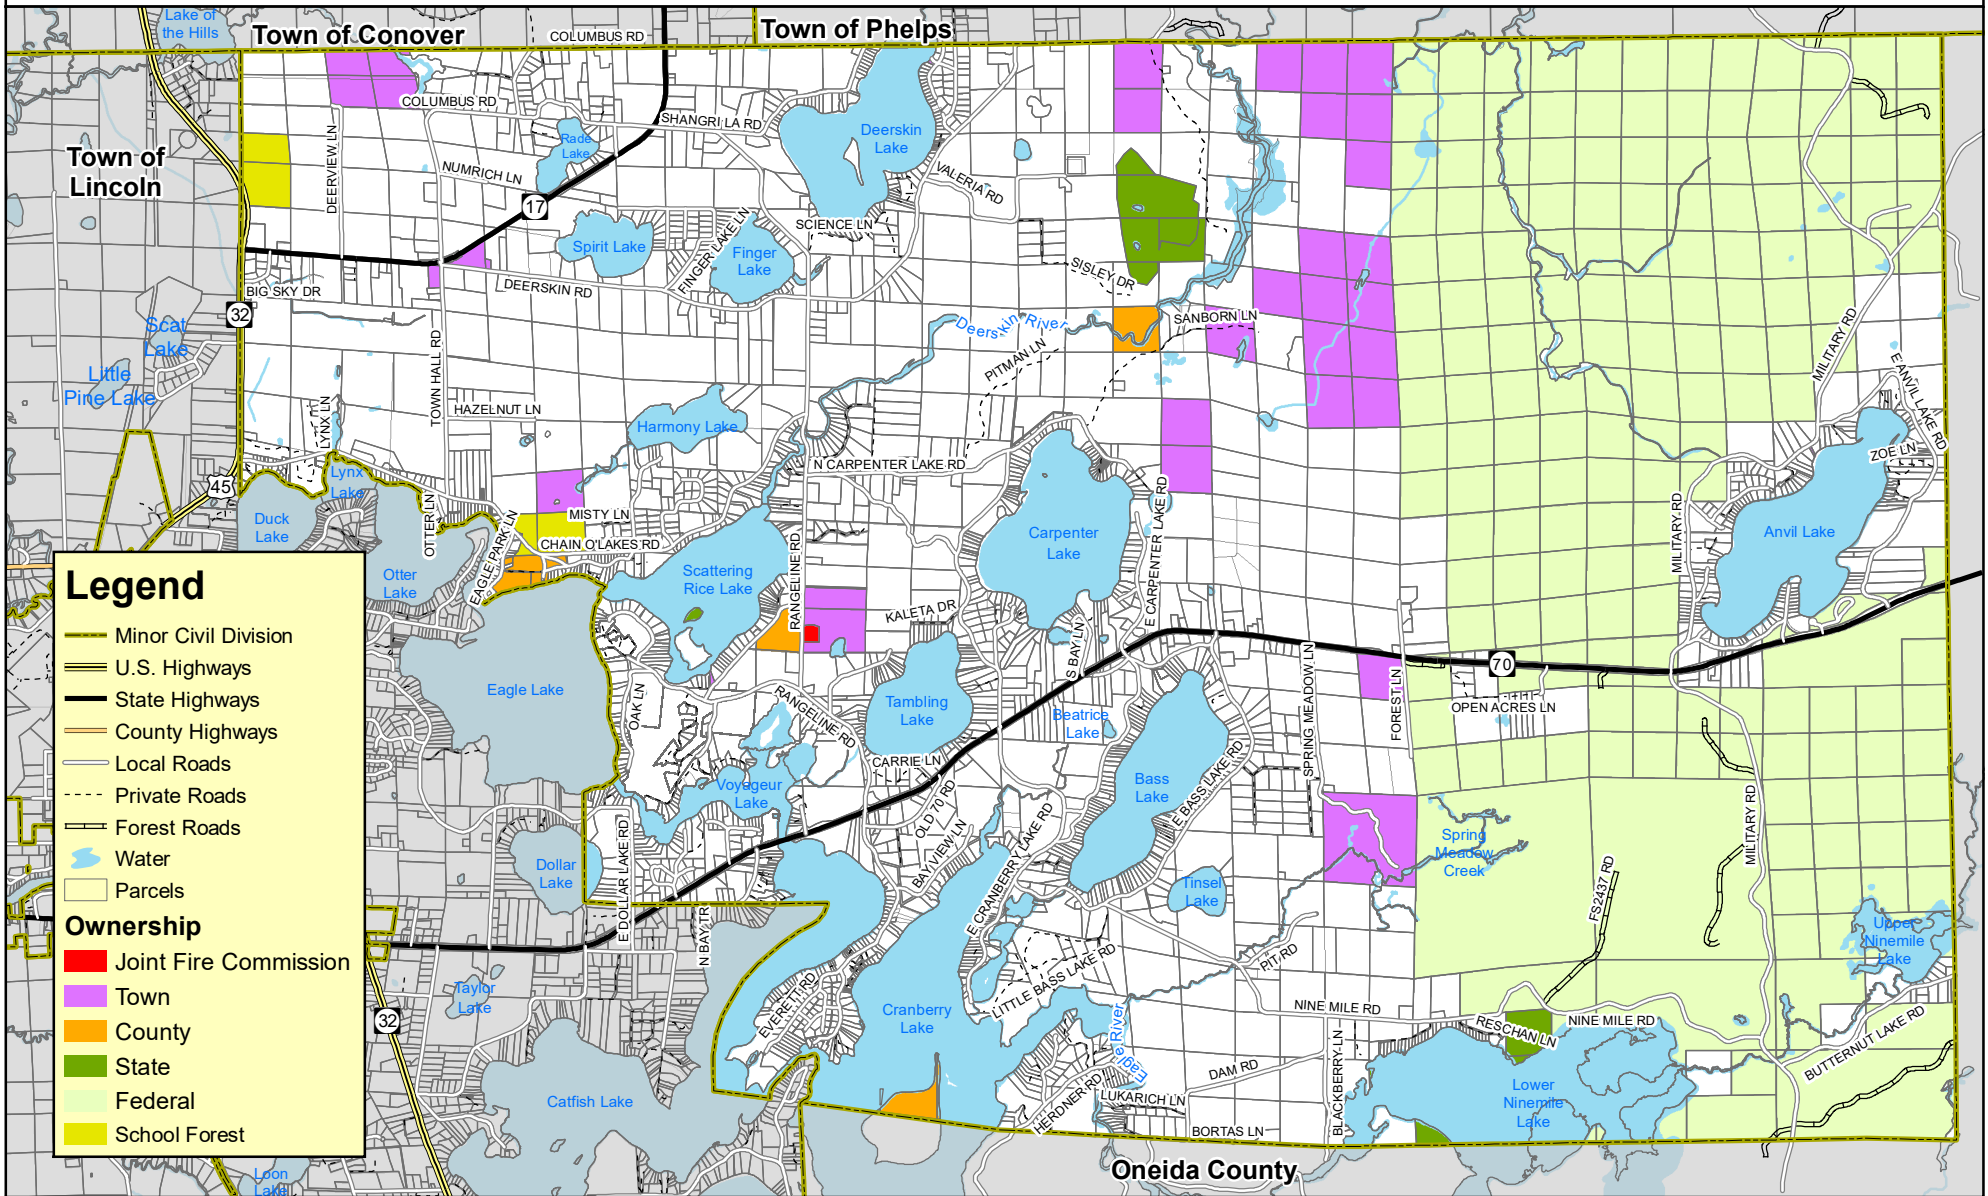 Lake of
the Hills
Town of Conover
COLUMBUS RD
Town of Phelps
COLUMBUS RD
SHANGRI LA RD
Deerskin
Lake
Rade
Lake
Town of
Lincoln
DEERVIEW LN
NUMRICH LN
VALERIA RD
17
SCIENCE LN
Spirit Lake
FINGER LAKE LN
Finger
Lake
SISLEY DR
BIG SKY DR
DEERSKIN RD
32
Scat
Lake
Deerskin River
SANBORN LN
MILITARY RD
Little
Pine Lake
TOWN HALL RD
PITMAN LN
E ANVIL LAKE RD
LYNX LN
HAZELNUT LN
Harmony Lake
ZOE LN
N CARPENTER LAKE RD
45
Lynx
Lake
OTTER LN
Duck
Lake
EAGLE PARK LN
MISTY LN
CHAIN O'LAKES RD
RANGELINE RD
Carpenter
Lake
E CARPENTER LAKE RD
MILITARY RD
Anvil Lake
Otter
Lake
Scattering
Rice Lake
KALETA DR
S BAY LN
Eagle Lake
OAK LN
RANGELINE RD
Tambling
Lake
Beatrice
Lake
SPRING MEADOW LN
FOREST LN
70
OPEN ACRES LN
CARRIE LN
Voyageur
Lake
Bass
Lake
E BASS LAKE RD
OLD 70 RD
BAYVIEW LN
E CRANBERRY LAKE RD
Spring
Meadow
Creek
MILITARY RD
Dollar
Lake
E DOLLAR LAKE RD
Tinsel
Lake
FS2437 RD
N BAY TR
Upper
Ninemile
Lake
PIT RD
LITTLE BASS LAKE RD
Taylor
Lake
EVERETT RD
Cranberry
Lake
NINE MILE RD
RESCHAN LN
NINE MILE RD
32
Eagle River
BUTTERNUT LAKE RD
DAM RD
BLACKBERRY LN
HERDNER RD
LUKARICH LN
Catfish Lake
Lower
Ninemile
Lake
BORTAS LN
Oneida County
Loon
Lake
Legend
Minor Civil Division
U.S. Highways
State Highways
County Highways
Local Roads
Private Roads
Forest Roads
Water
Parcels
Ownership
Joint Fire Commission
Town
County
State
Federal
School Forest